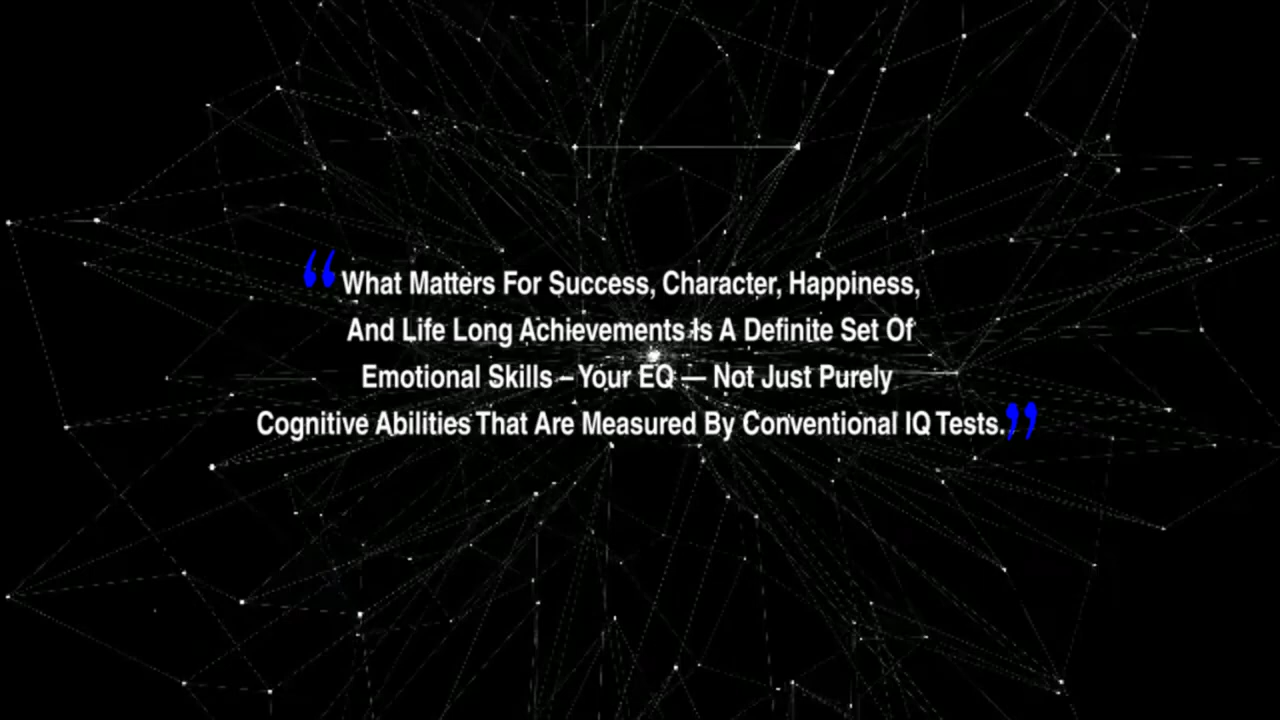 “What Matters For Success, Character, Happiness,
And Life Long Achievements Is A Definite Set Of
Emotional Skills – Your EQ — Not Just Purely
Cognitive Abilities That Are Measured By Conventional IQ Tests.”